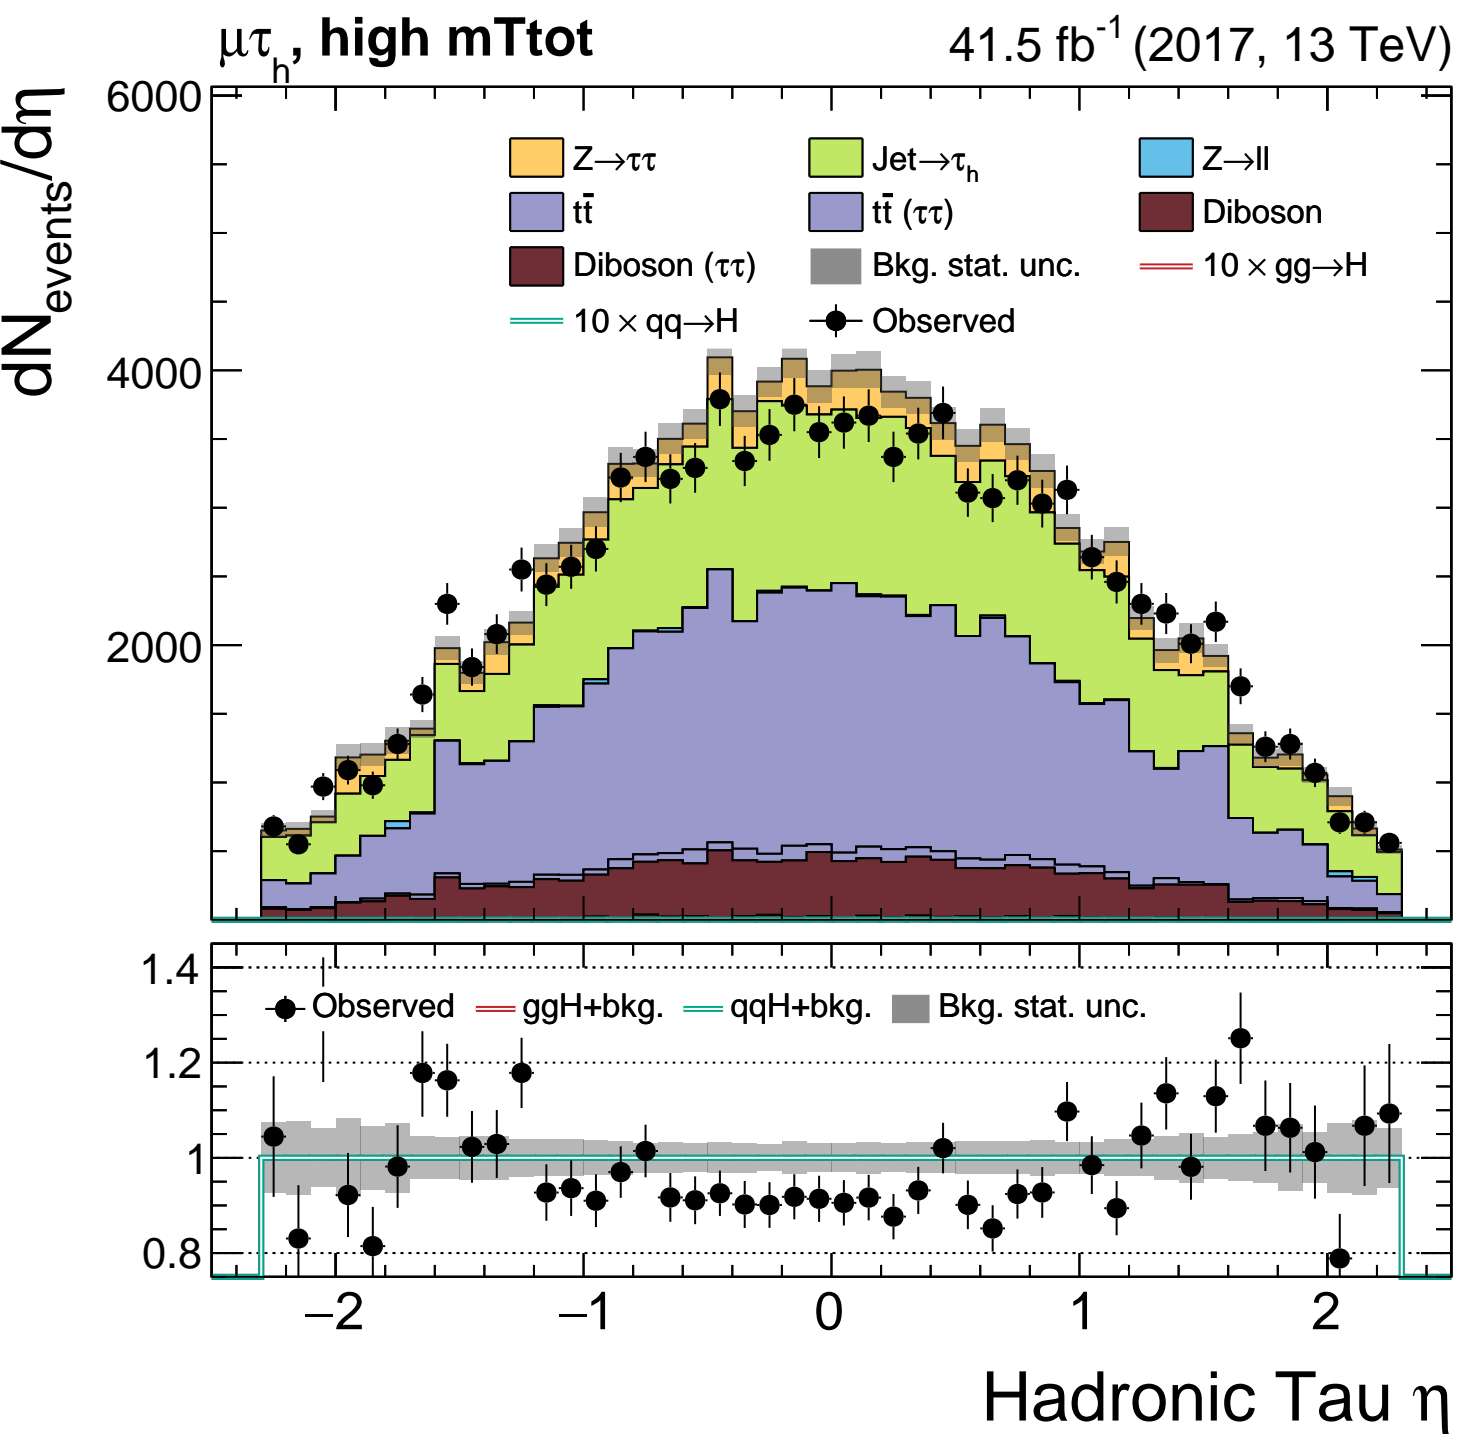 μτh, high mTtot 41.5 fb-1 (2017, 13 TeV)
dNevents/dη
6000
4000
2000
Z→ττ Jet→τh Z→ll
tt̄ tt̄ (ττ) Diboson
Diboson (ττ) Bkg. stat. unc. 10 × gg→H
10 × qq→H Observed
1.4
1.2
1
0.8
Observed ggH+bkg. qqH+bkg. Bkg. stat. unc.
−2 −1 0 1 2
Hadronic Tau η